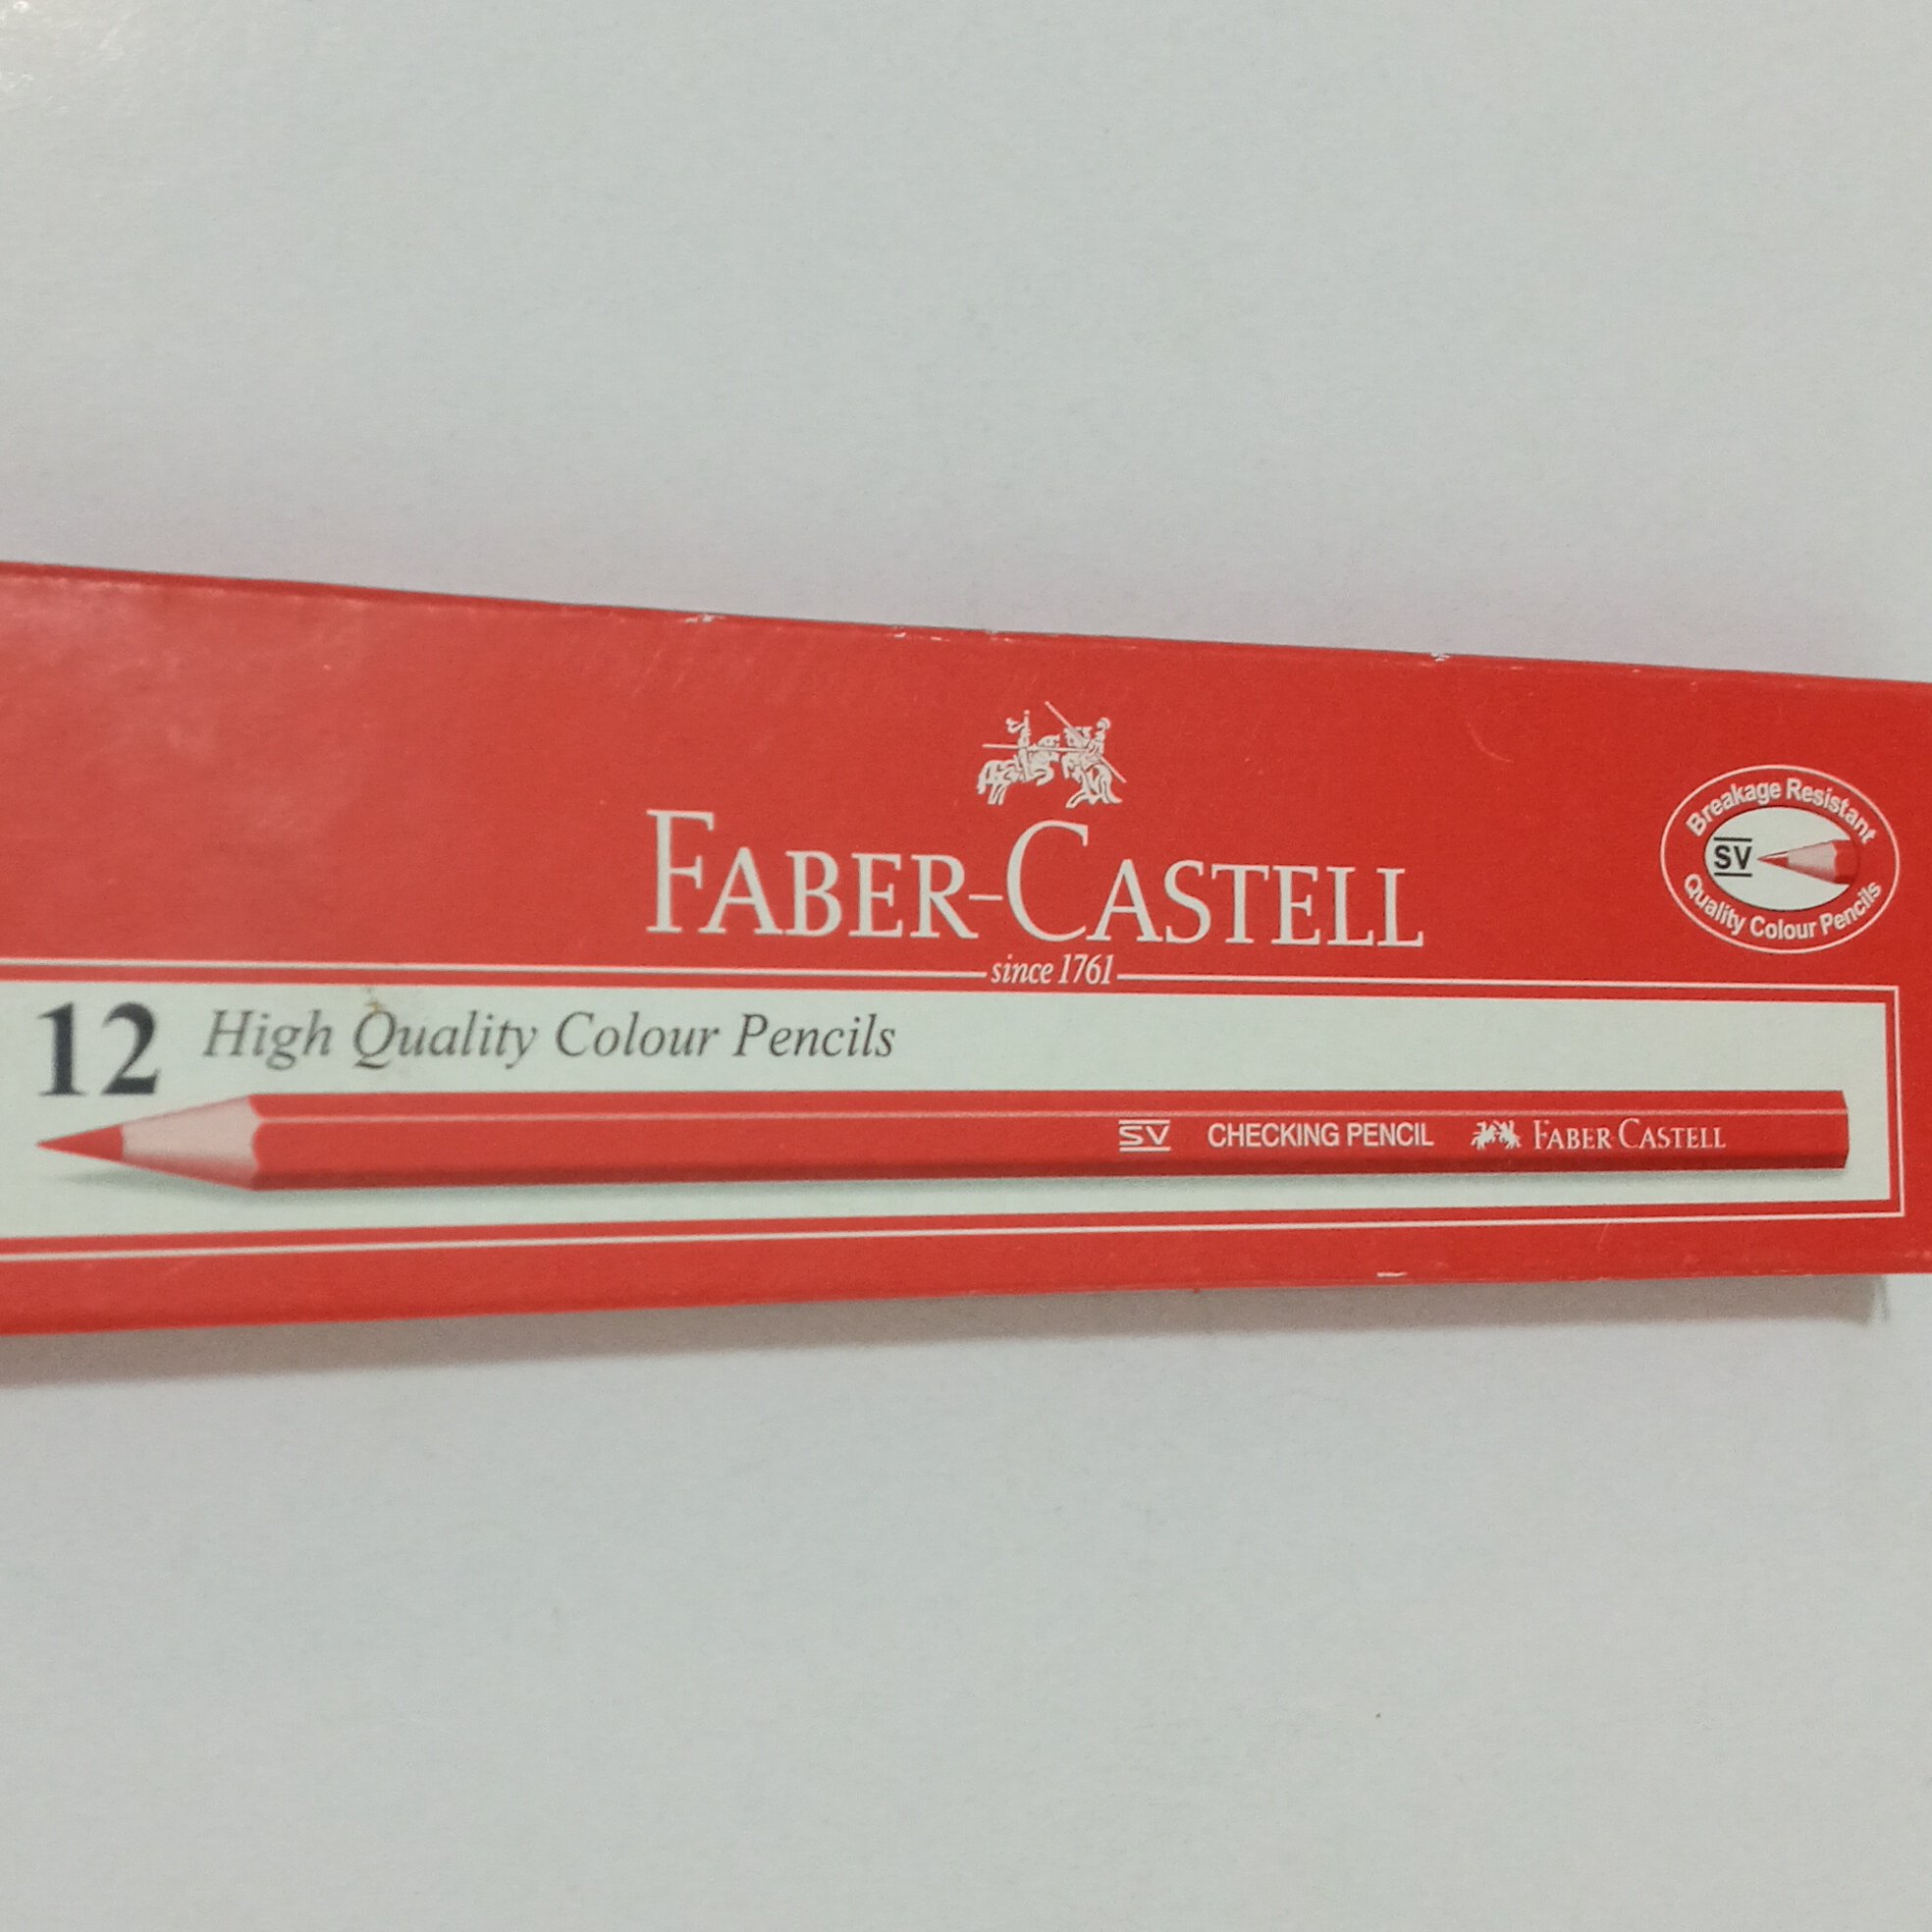 FABER-CASTELL
since 1761
Breakage Resistant
SV
Quality Colour Pencils
12 High Quality Colour Pencils
SV CHECKING PENCIL FABER-CASTELL